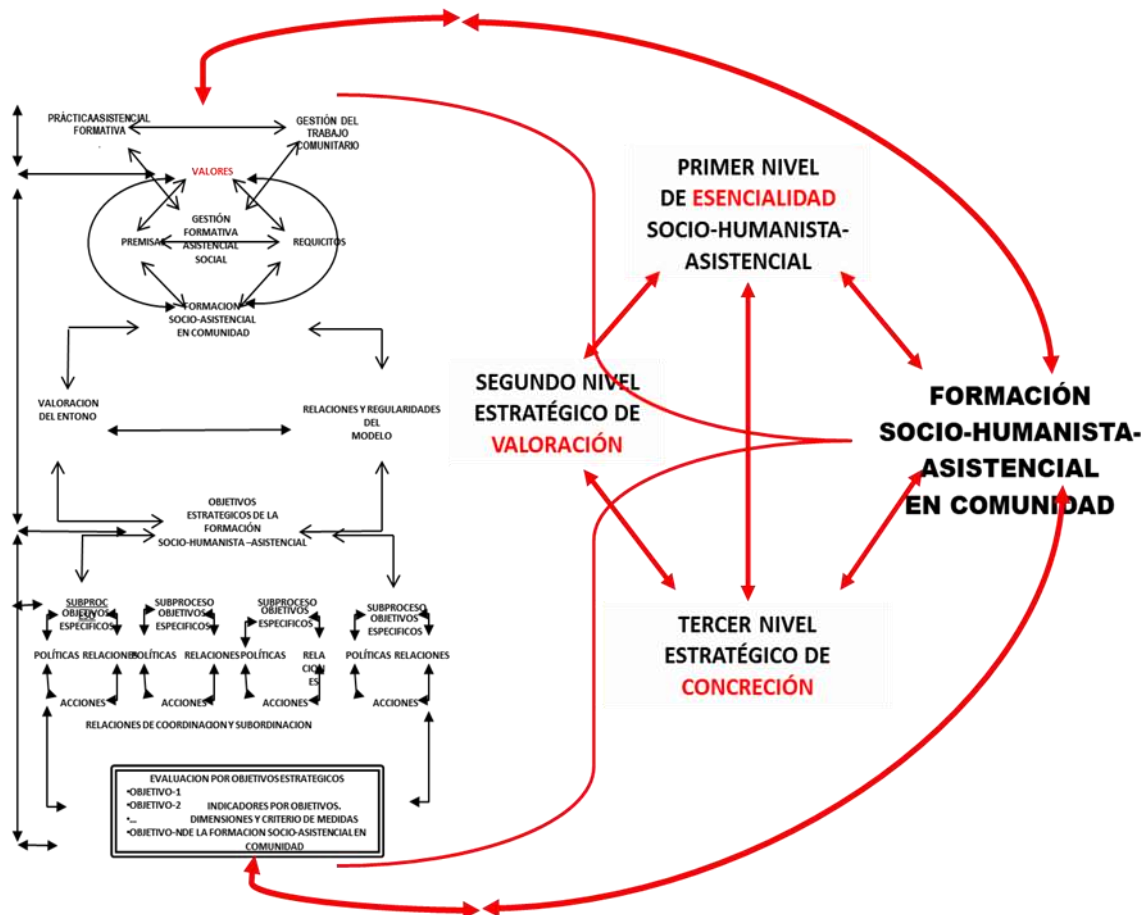 PRÁCTICAASISTENCIAL
FORMATIVA
GESTIÓN DEL
TRABAJO
COMUNITARIO
VALORES
GESTIÓN
FORMATIVA
ASISTENCIAL
SOCIAL
PREMISAS
REQUICITOS
FORMACION
SOCIO-ASISTENCIAL
EN COMUNIDAD
VALORACION
DEL ENTONO
RELACIONES Y REGULARIDADES
DEL
MODELO
OBJETIVOS
ESTRATEGICOS DE LA
FORMACIÓN
SOCIO-HUMANISTA –ASISTENCIAL
SUBPROC
ESO
OBJETIVOS
ESPECIFICOS
POLÍTICAS RELACIONES
ACCIONES
SUBPROCESO
OBJETIVOS
ESPECIFICOS
POLÍTICAS RELACIONES
ACCIONES
SUBPROCESO
OBJETIVOS
ESPECIFICOS
POLÍTICAS
RELA
CION
ES
ACCIONES
SUBPROCESO
OBJETIVOS
ESPECIFICOS
POLÍTICAS RELACIONES
ACCIONES
RELACIONES DE COORDINACION Y SUBORDINACION
EVALUACION POR OBJETIVOS ESTRATEGICOS
•OBJETIVO-1
•OBJETIVO-2 INDICADORES POR OBJETIVOS.
•... DIMENSIONES Y CRITERIO DE MEDIDAS
•OBJETIVO-NDE LA FORMACION SOCIO-ASISTENCIAL EN
COMUNIDAD
PRIMER NIVEL
DE ESENCIALIDAD
SOCIO-HUMANISTA-
ASISTENCIAL
SEGUNDO NIVEL
ESTRATÉGICO DE
VALORACIÓN
TERCER NIVEL
ESTRATÉGICO DE
CONCRECIÓN
FORMACIÓN
SOCIO-HUMANISTA-
ASISTENCIAL
EN COMUNIDAD